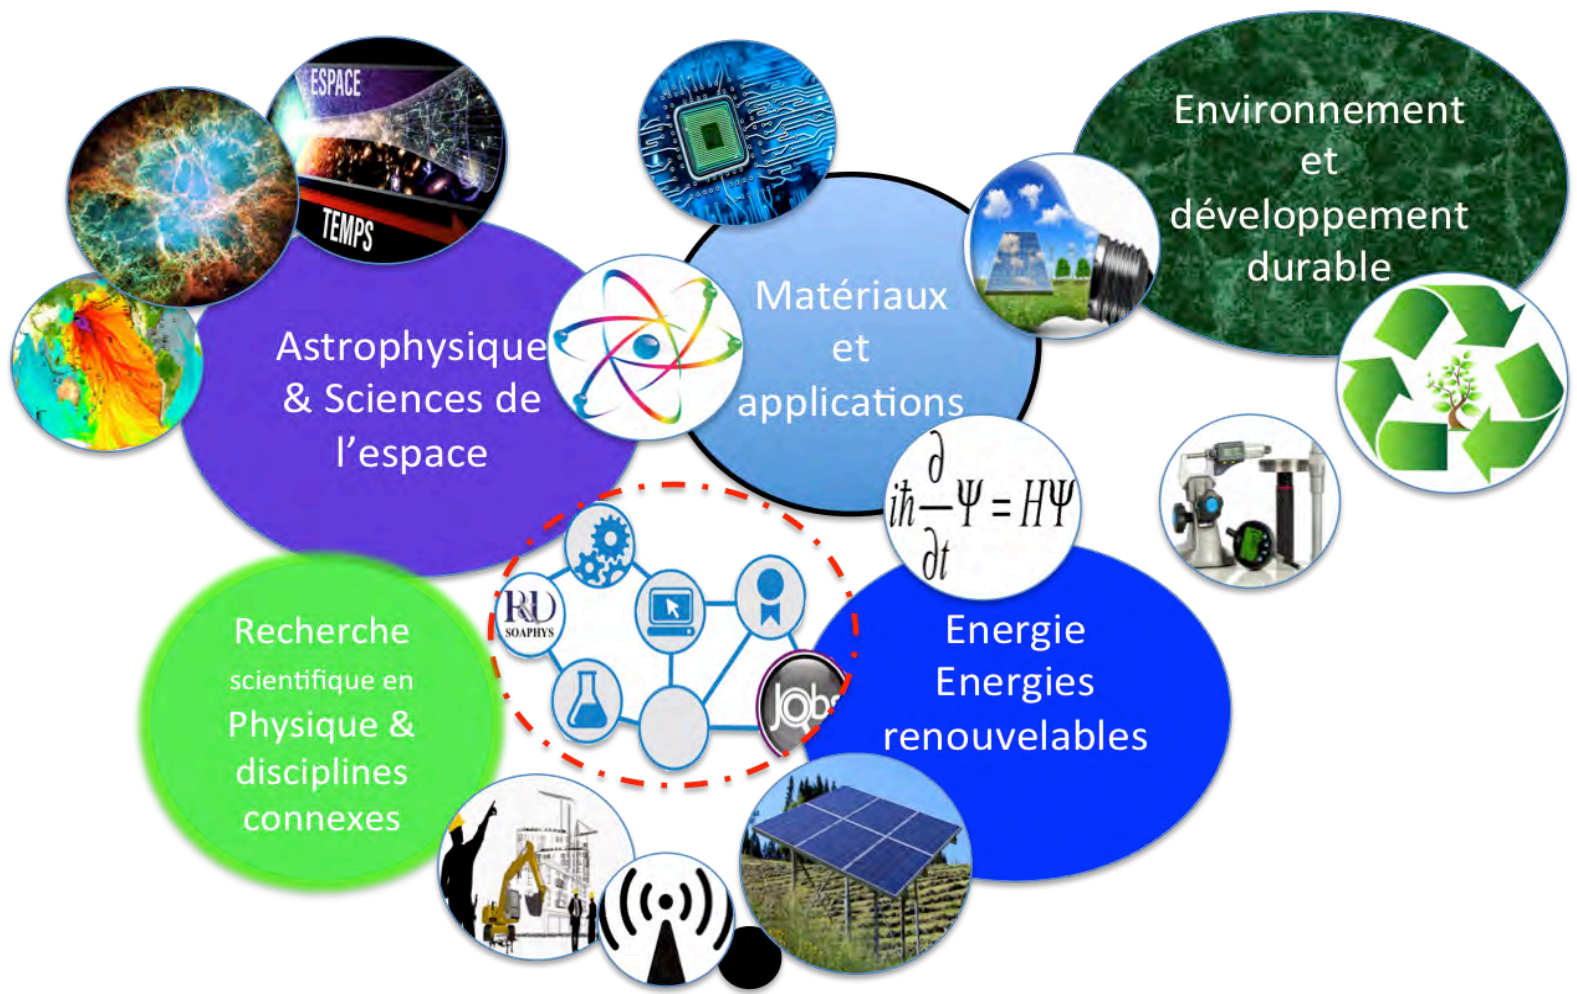 ESPACE
TEMPS
Environnement
et
développement
durable
Astrophysique
& Sciences de
l'espace
Matériaux
et
applications
iħ ∂/∂t Ψ = HΨ
R&D
SOAPHYS
Jobs
Recherche
scientifique en
Physique &
disciplines
connexes
Energie
Energies
renouvelables